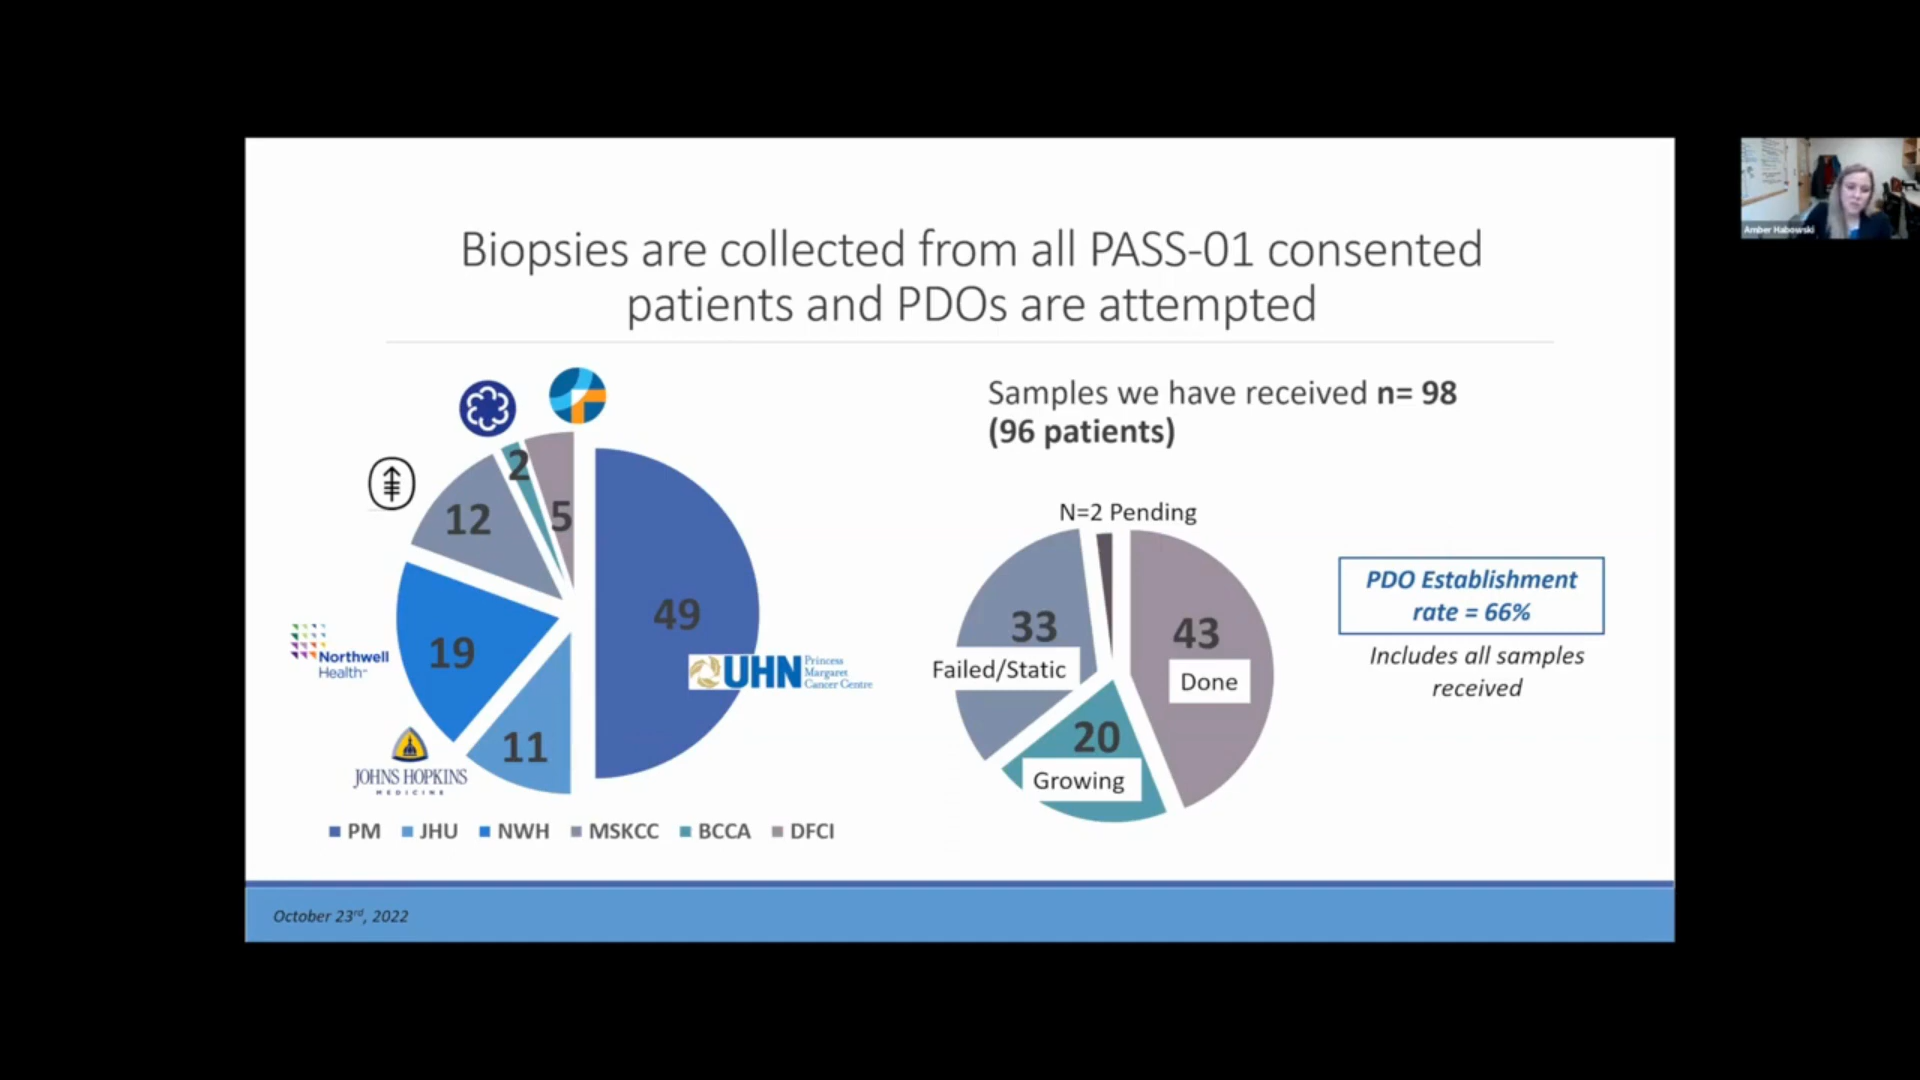 Biopsies are collected from all PASS-01 consented
patients and PDOs are attempted
Samples we have received n= 98
(96 patients)
2
5
12
49
19
11
UHN Princess
Margaret
Cancer Centre
Northwell
Health
JOHNS HOPKINS
MEDICINE
PM JHU NWH MSKCC BCCA DFCI
N=2 Pending
33
Failed/Static
43
Done
20
Growing
PDO Establishment
rate = 66%
Includes all samples
received
October 23rd, 2022
Amber Habowski